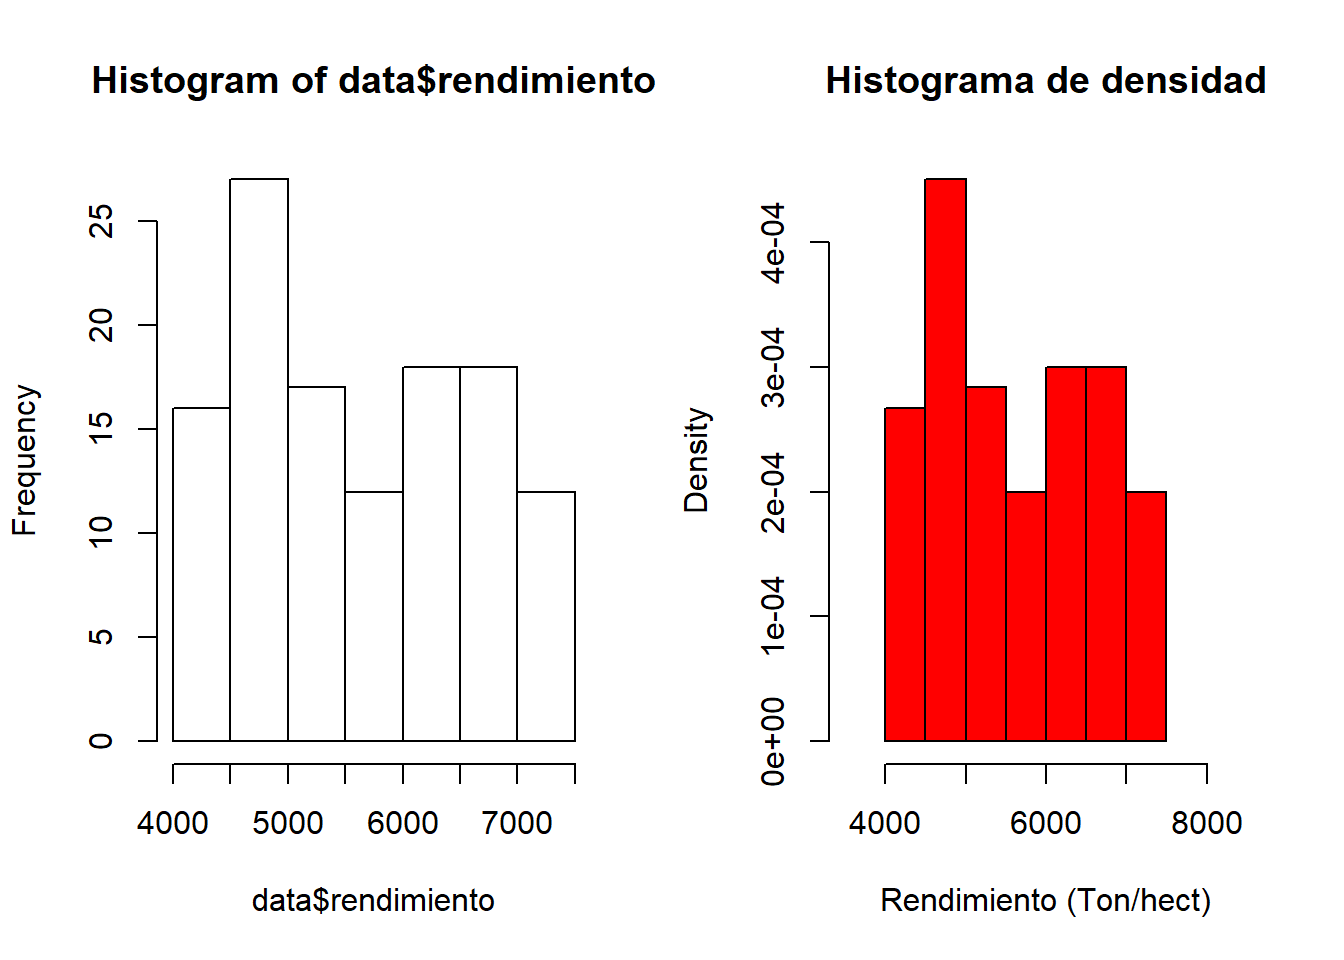 Histogram of data$rendimiento
Frequency
0
5
10
15
20
25
4000 5000 6000 7000
data$rendimiento
Histograma de densidad
Density
0e+00
1e-04
2e-04
3e-04
4e-04
4000 6000 8000
Rendimiento (Ton/hect)